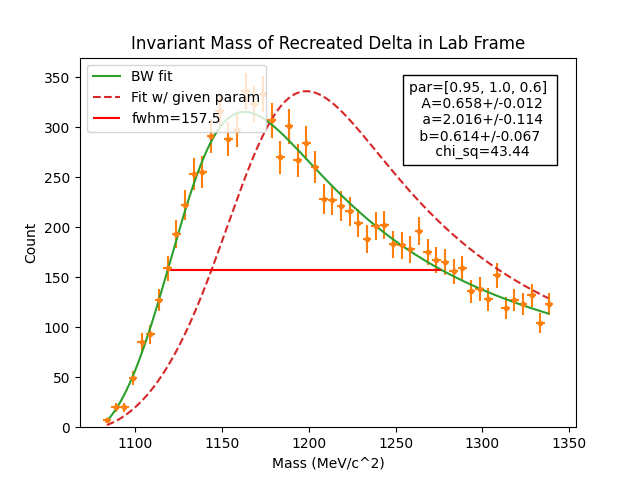 Invariant Mass of Recreated Delta in Lab Frame
BW fit
Fit w/ given param
fwhm=157.5
par=[0.95, 1.0, 0.6]
A=0.658+/-0.012
a=2.016+/-0.114
b=0.614+/-0.067
chi_sq=43.44
350
300
250
200
150
100
50
0
Count
1100
1150
1200
1250
1300
1350
Mass (MeV/c^2)